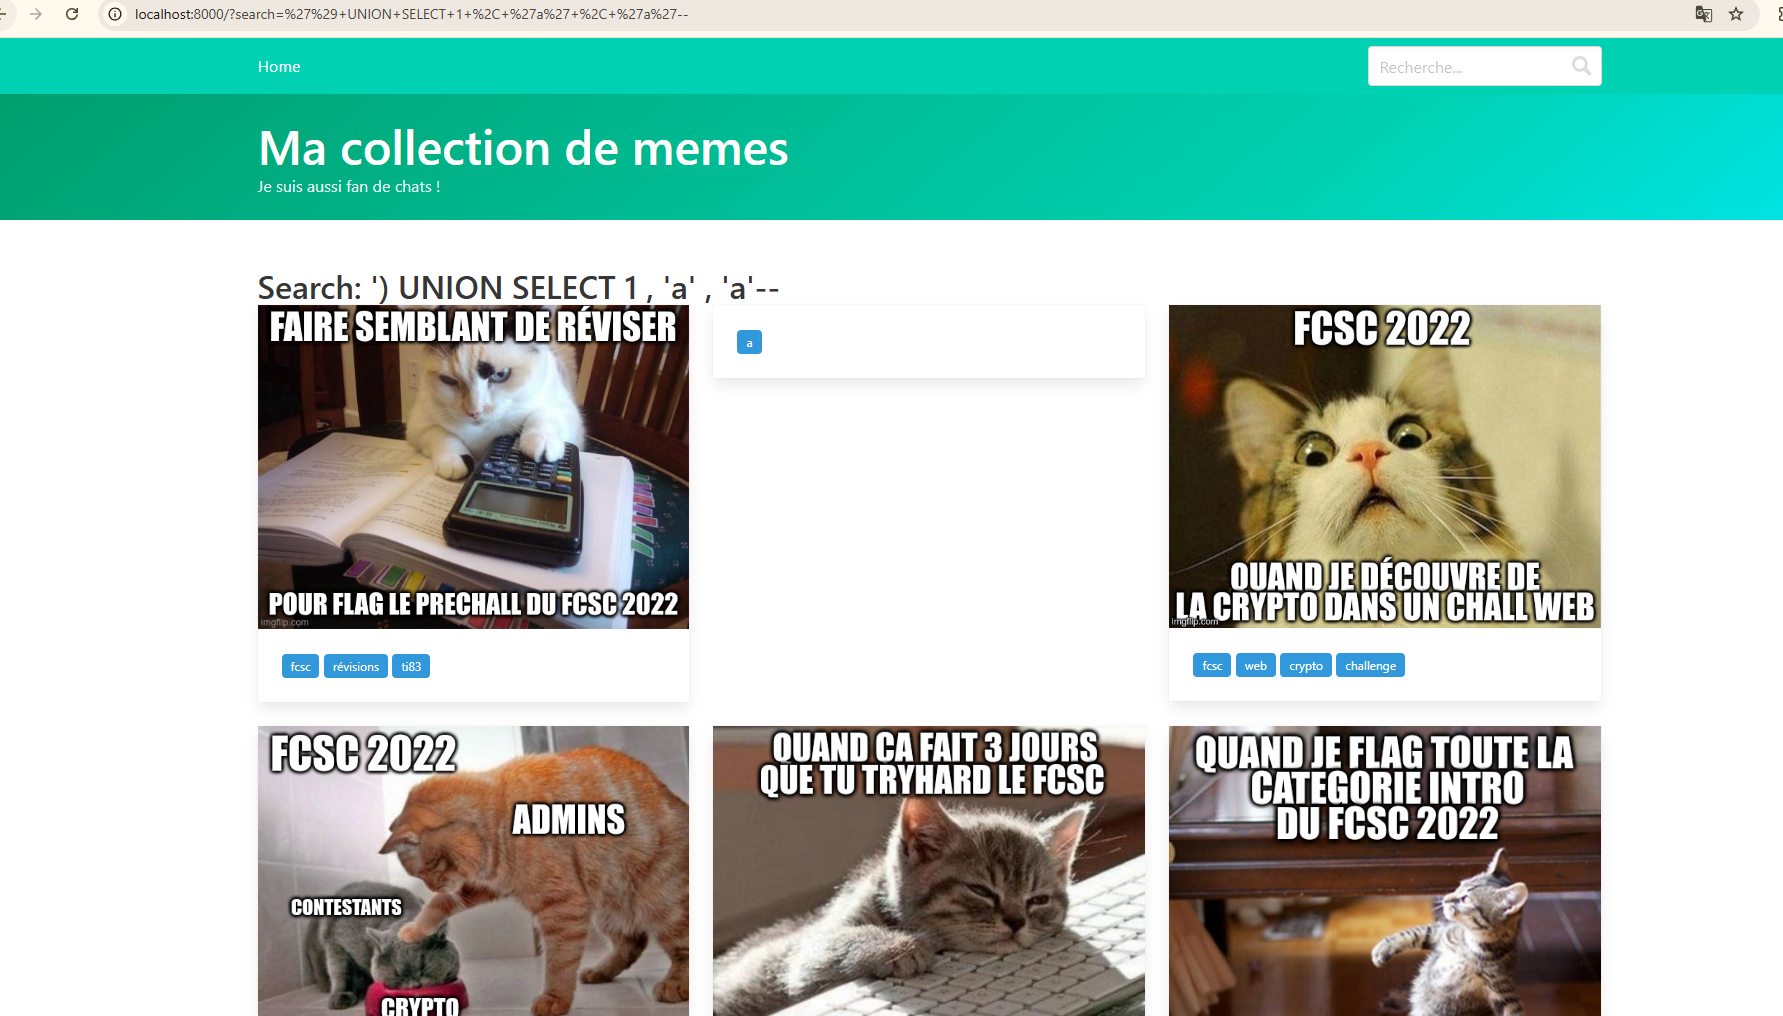 localhost:8000/?search=%27%29+UNION+SELECT+1+%2C+%27a%27+%2C+%27a%27--
Home
Recherche...
Ma collection de memes
Je suis aussi fan de chats !
Search: ') UNION SELECT 1 , 'a' , 'a'--
FAIRE SEMBLANT DE RÉVISER
POUR FLAG LE PRECHALL DU FCSC 2022
imgflip.com
fcsc révisions ti83
a
FCSC 2022
QUAND JE DÉCOUVRE DE
LA CRYPTO DANS UN CHALL WEB
imgflip.com
fcsc web crypto challenge
FCSC 2022
ADMINS
CONTESTANTS
CRYPTO
QUAND CA FAIT 3 JOURS
QUE TU TRYHARD LE FCSC
QUAND JE FLAG TOUTE LA
CATEGORIE INTRO
DU FCSC 2022